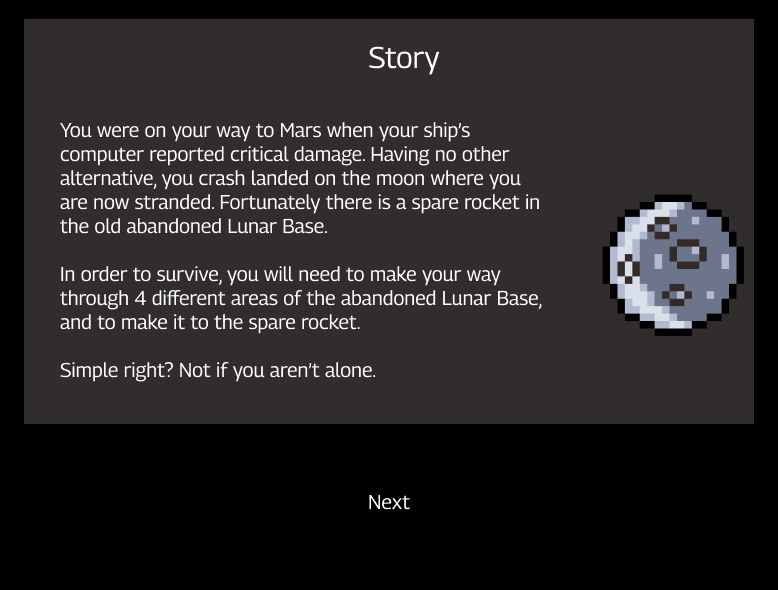 Story
You were on your way to Mars when your ship's
computer reported critical damage. Having no other
alternative, you crash landed on the moon where you
are now stranded. Fortunately there is a spare rocket in
the old abandoned Lunar Base.
In order to survive, you will need to make your way
through 4 different areas of the abandoned Lunar Base,
and to make it to the spare rocket.
Simple right? Not if you aren't alone.
Next